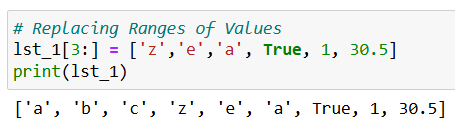 # Replacing Ranges of Values
lst_1[3:] = ['z','e','a', True, 1, 30.5]
print(lst_1)
['a', 'b', 'c', 'z', 'e', 'a', True, 1, 30.5]